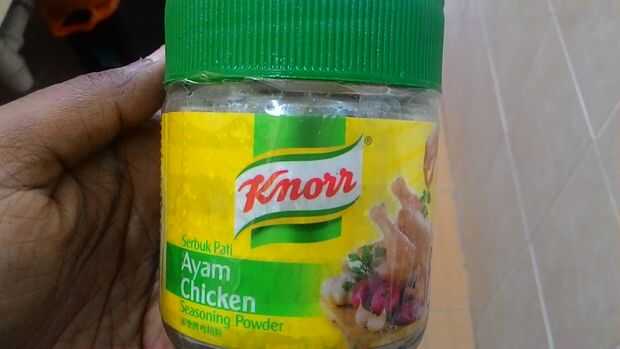 Knorr®
Serbuk Pati
Ayam
Chicken
Seasoning Powder